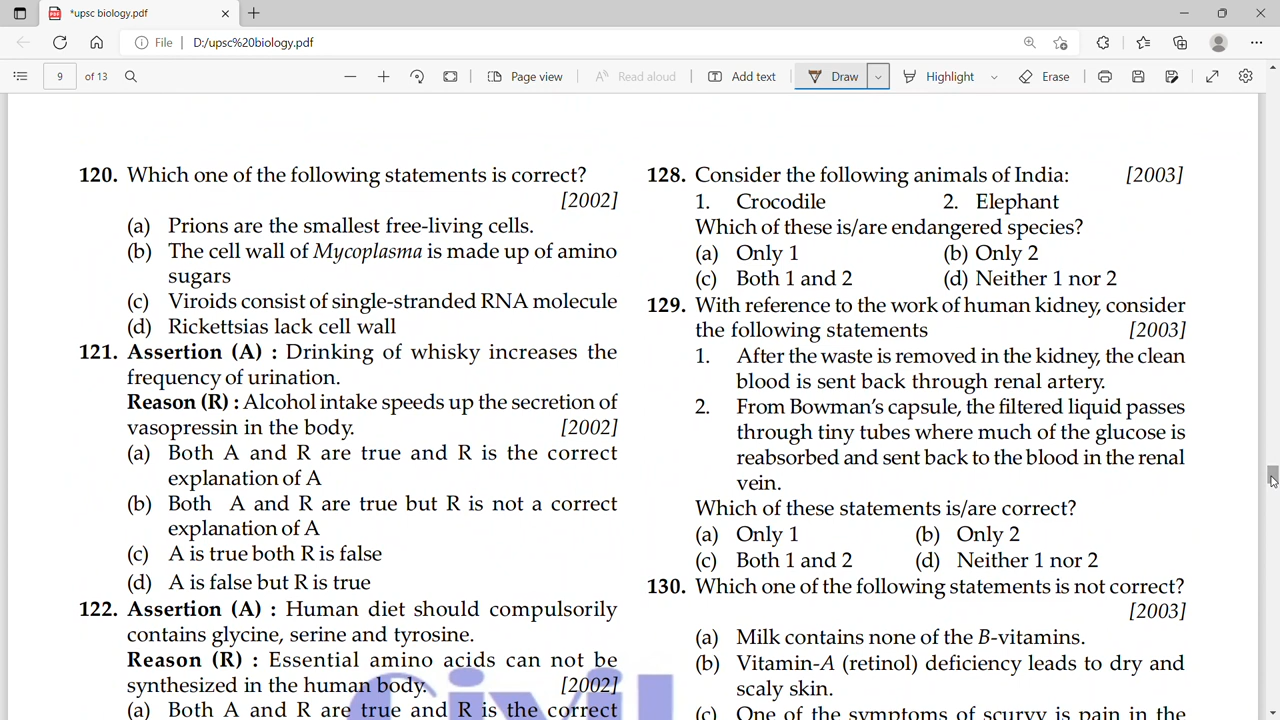 *upsc biology.pdf
File D:/upsc%20biology.pdf
9 of 13 Page view Read aloud Add text Draw Highlight Erase
120. Which one of the following statements is correct?
[2002]
(a) Prions are the smallest free-living cells.
(b) The cell wall of Mycoplasma is made up of amino
sugars
(c) Viroids consist of single-stranded RNA molecule
(d) Rickettsias lack cell wall
121. Assertion (A) : Drinking of whisky increases the
frequency of urination.
Reason (R) : Alcohol intake speeds up the secretion of
vasopressin in the body. [2002]
(a) Both A and R are true and R is the correct
explanation of A
(b) Both A and R are true but R is not a correct
explanation of A
(c) A is true both R is false
(d) A is false but R is true
122. Assertion (A) : Human diet should compulsorily
contains glycine, serine and tyrosine.
Reason (R) : Essential amino acids can not be
synthesized in the human body. [2002]
(a) Both A and R are true and R is the correct
128. Consider the following animals of India: [2003]
1. Crocodile 2. Elephant
Which of these is/are endangered species?
(a) Only 1 (b) Only 2
(c) Both 1 and 2 (d) Neither 1 nor 2
129. With reference to the work of human kidney, consider
the following statements [2003]
1. After the waste is removed in the kidney, the clean
blood is sent back through renal artery.
2. From Bowman's capsule, the filtered liquid passes
through tiny tubes where much of the glucose is
reabsorbed and sent back to the blood in the renal
vein.
Which of these statements is/are correct?
(a) Only 1 (b) Only 2
(c) Both 1 and 2 (d) Neither 1 nor 2
130. Which one of the following statements is not correct?
[2003]
(a) Milk contains none of the B-vitamins.
(b) Vitamin-A (retinol) deficiency leads to dry and
scaly skin.
(c) One of the symptoms of scurvy is pain in the
Civil